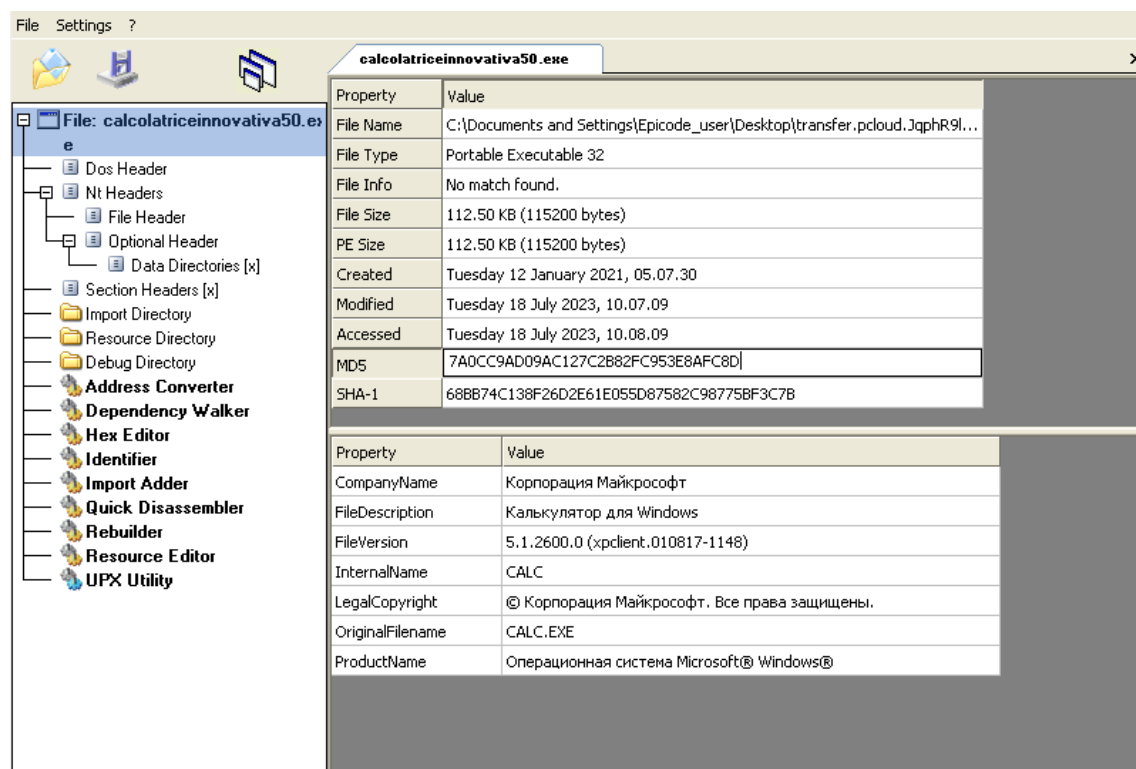 File Settings ?
calcolatriceinnovativa50.exe
File: calcolatriceinnovativa50.ex
e
Dos Header
Nt Headers
File Header
Optional Header
Data Directories [x]
Section Headers [x]
Import Directory
Resource Directory
Debug Directory
Address Converter
Dependency Walker
Hex Editor
Identifier
Import Adder
Quick Disassembler
Rebuilder
Resource Editor
UPX Utility
Property Value
File Name C:\Documents and Settings\Epicode_user\Desktop\transfer.pcloud.JqphR9l...
File Type Portable Executable 32
File Info No match found.
File Size 112.50 KB (115200 bytes)
PE Size 112.50 KB (115200 bytes)
Created Tuesday 12 January 2021, 05.07.30
Modified Tuesday 18 July 2023, 10.07.09
Accessed Tuesday 18 July 2023, 10.08.09
MD5 7A0CC9AD09AC127C2B82FC953E8AFC8D
SHA-1 68BB74C138F26D2E61E055D87582C98775BF3C7B
Property Value
CompanyName Корпорация Майкрософт
FileDescription Калькулятор для Windows
FileVersion 5.1.2600.0 (xpclient.010817-1148)
InternalName CALC
LegalCopyright © Корпорация Майкрософт. Все права защищены.
OriginalFilename CALC.EXE
ProductName Операционная система Microsoft® Windows®